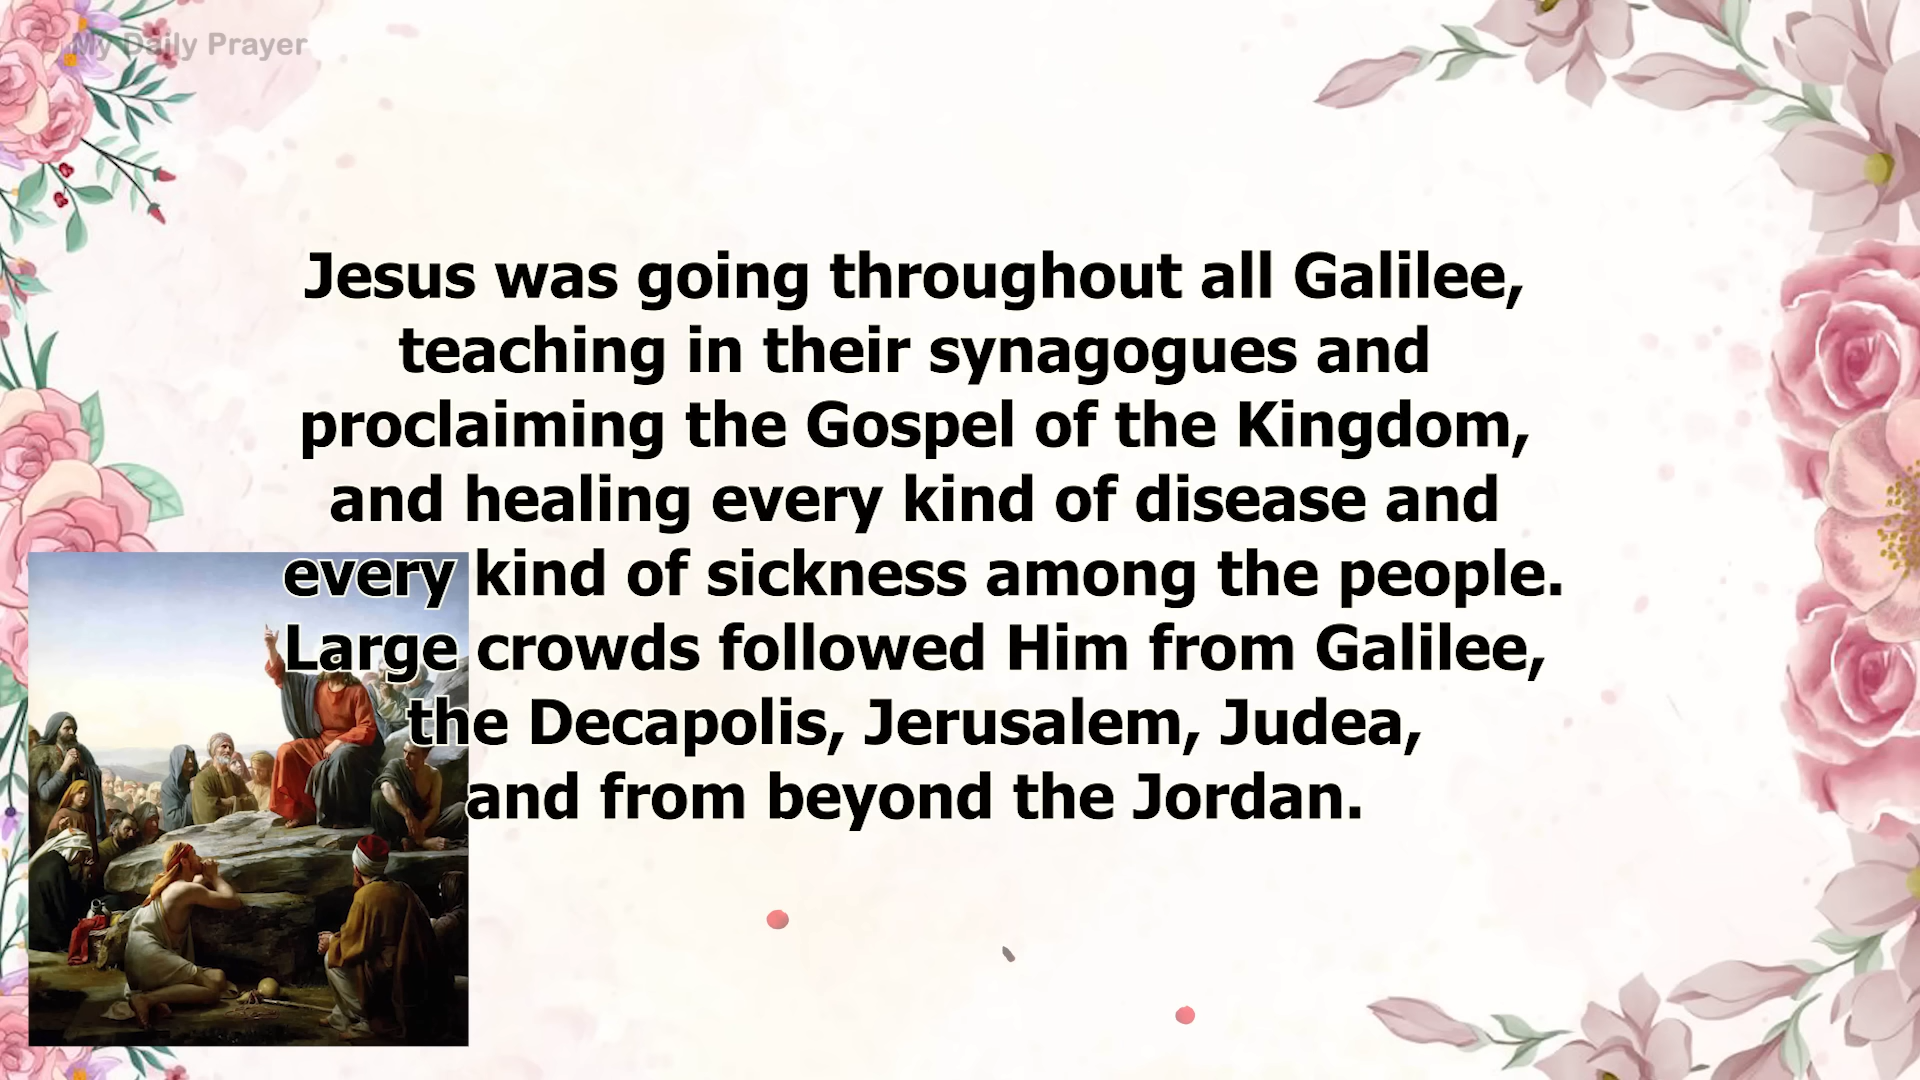 My Daily Prayer
Jesus was going throughout all Galilee,
teaching in their synagogues and
proclaiming the Gospel of the Kingdom,
and healing every kind of disease and
every kind of sickness among the people.
Large crowds followed Him from Galilee,
the Decapolis, Jerusalem, Judea,
and from beyond the Jordan.